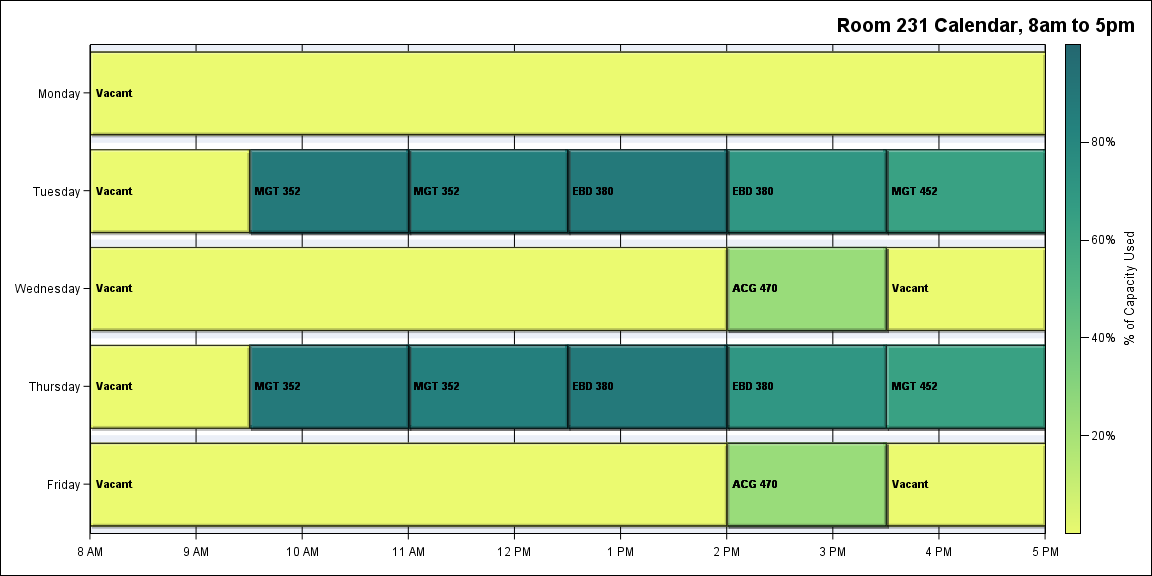 Room 231 Calendar, 8am to 5pm
Monday
Vacant
Tuesday
Vacant
MGT 352
MGT 352
EBD 380
EBD 380
MGT 452
Wednesday
Vacant
ACG 470
Vacant
Thursday
Vacant
MGT 352
MGT 352
EBD 380
EBD 380
MGT 452
Friday
Vacant
ACG 470
Vacant
8 AM
9 AM
10 AM
11 AM
12 PM
1 PM
2 PM
3 PM
4 PM
5 PM
80%
60%
40%
20%
% of Capacity Used